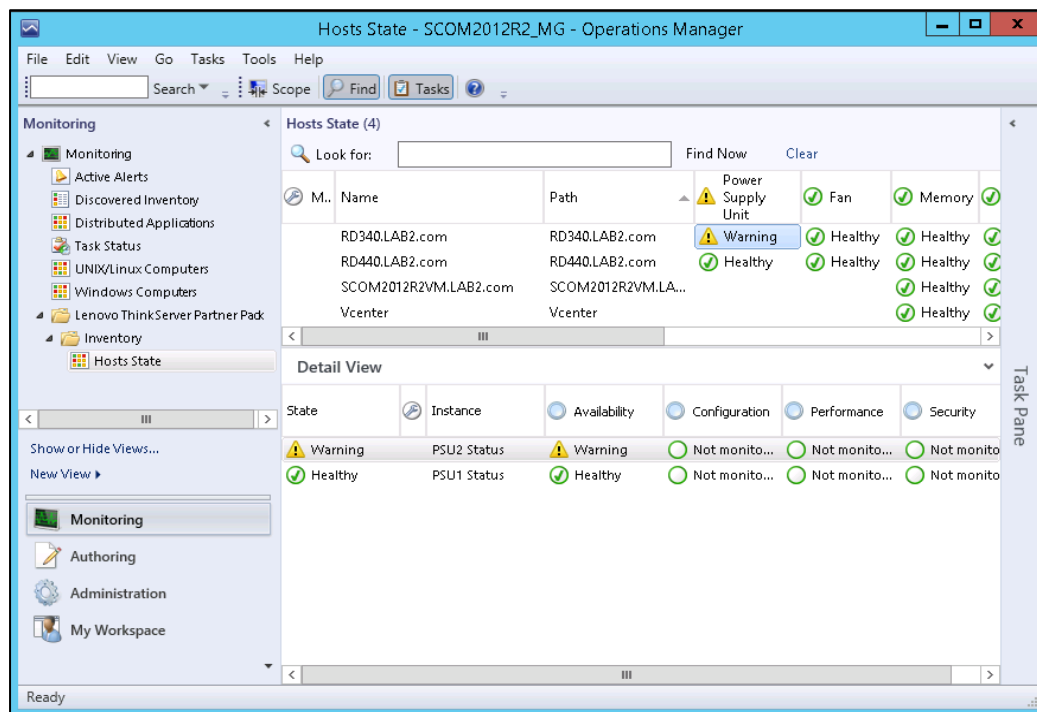 Hosts State - SCOM2012R2_MG - Operations Manager
File Edit View Go Tasks Tools Help
Search Scope Find Tasks
Monitoring
Monitoring
Active Alerts
Discovered Inventory
Distributed Applications
Task Status
UNIX/Linux Computers
Windows Computers
Lenovo ThinkServer Partner Pack
Inventory
Hosts State
Show or Hide Views...
New View
Monitoring
Authoring
Administration
My Workspace
Hosts State (4)
Look for: Find Now Clear
M.. Name Path Power Supply Unit Fan Memory
RD340.LAB2.com RD340.LAB2.com Warning Healthy Healthy
RD440.LAB2.com RD440.LAB2.com Healthy Healthy Healthy
SCOM2012R2VM.LAB2.com SCOM2012R2VM.LA... Healthy
Vcenter Vcenter Healthy
Detail View
State Instance Availability Configuration Performance Security
Warning PSU2 Status Warning Not monito... Not monito... Not monito
Healthy PSU1 Status Healthy Not monito... Not monito... Not monito
Task Pane
Ready